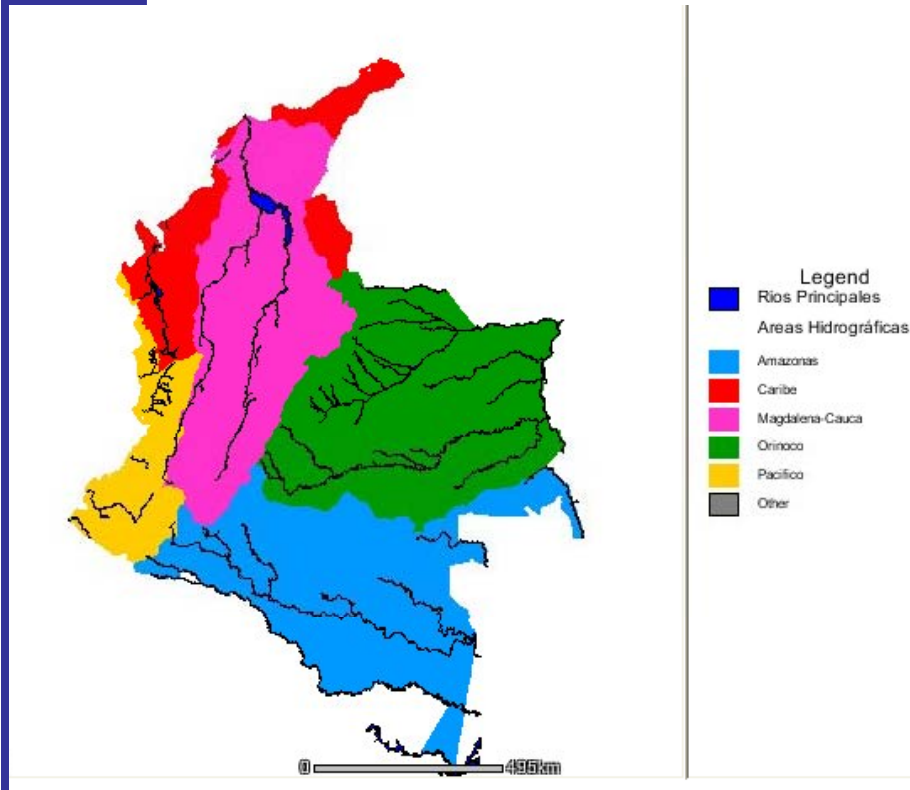 Legend
Rios Principales
Areas Hidrográficas
Amazonas
Caribe
Magdalena-Cauca
Orinoco
Pacifico
Other
0 495km